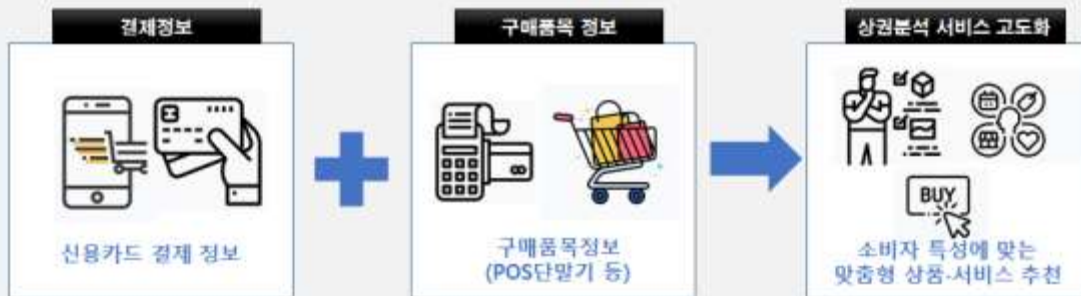 결제정보
구매품목 정보
상권분석 서비스 고도화
BUY
신용카드 결제 정보
구매품목정보
(POS단말기 등)
소비자 특성에 맞는
맞춤형 상품·서비스 추천